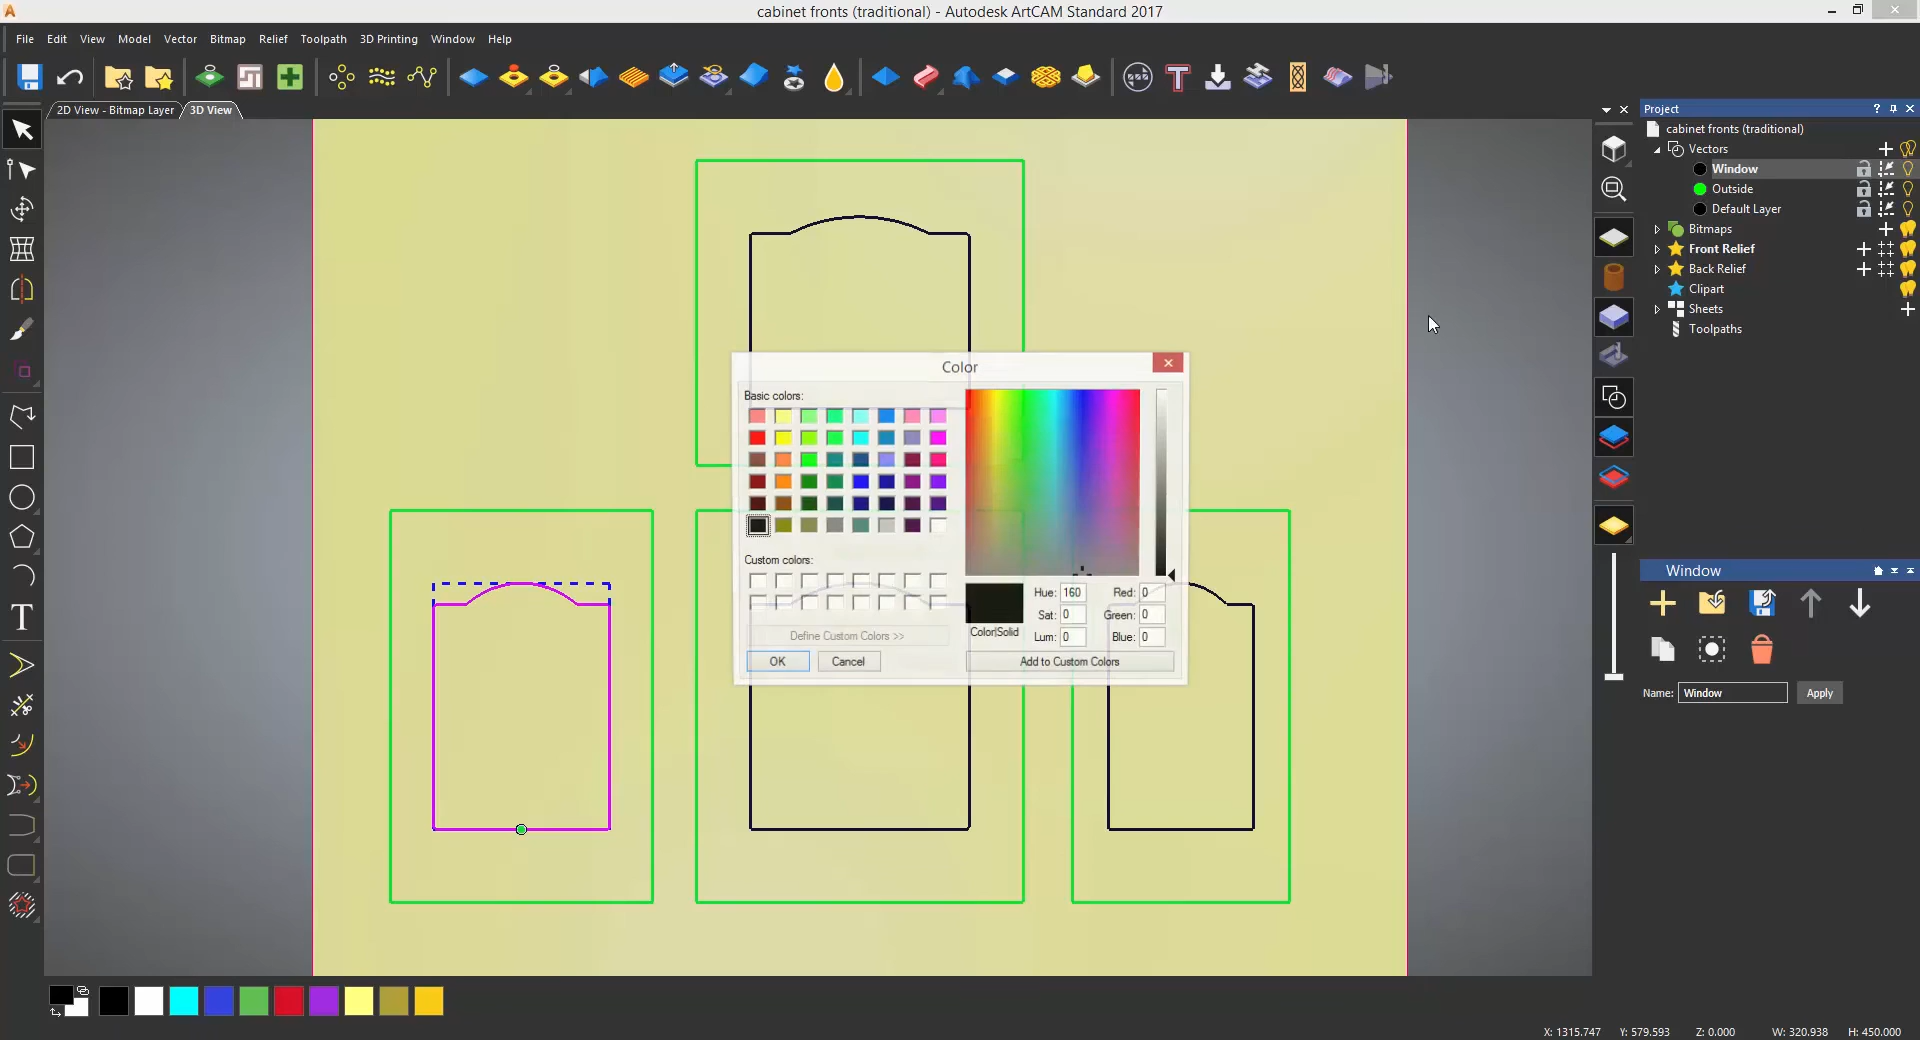 cabinet fronts (traditional) - Autodesk ArtCAM Standard 2017
File Edit View Model Vector Bitmap Relief Toolpath 3D Printing Window Help
2D View - Bitmap Layer 3D View
Project
cabinet fronts (traditional)
Vectors
Window
Outside
Default Layer
Bitmaps
Front Relief
Back Relief
Clipart
Sheets
Toolpaths
Color
Basic colors:
Custom colors:
Define Custom Colors >>
OK Cancel
Color|Solid
Hue: 160 Red: 0
Sat: 0 Green: 0
Lum: 0 Blue: 0
Add to Custom Colors
Window
Name: Window Apply
X: 1315.747 Y: 579.593 Z: 0.000 W: 320.938 H: 450.000